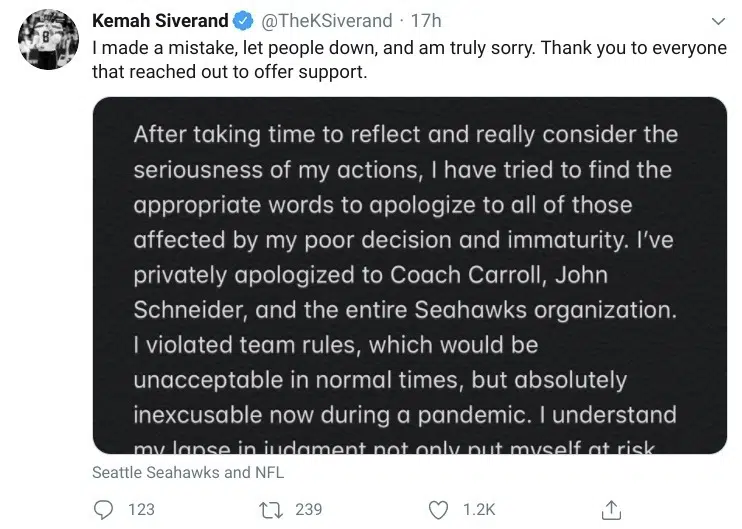 Kemah Siverand @TheKSiverand · 17h
I made a mistake, let people down, and am truly sorry. Thank you to everyone
that reached out to offer support.
After taking time to reflect and really consider the
seriousness of my actions, I have tried to find the
appropriate words to apologize to all of those
affected by my poor decision and immaturity. I've
privately apologized to Coach Carroll, John
Schneider, and the entire Seahawks organization.
I violated team rules, which would be
unacceptable in normal times, but absolutely
inexcusable now during a pandemic. I understand
my lapse in judgment not only put myself at risk
Seattle Seahawks and NFL
123 239 1.2K